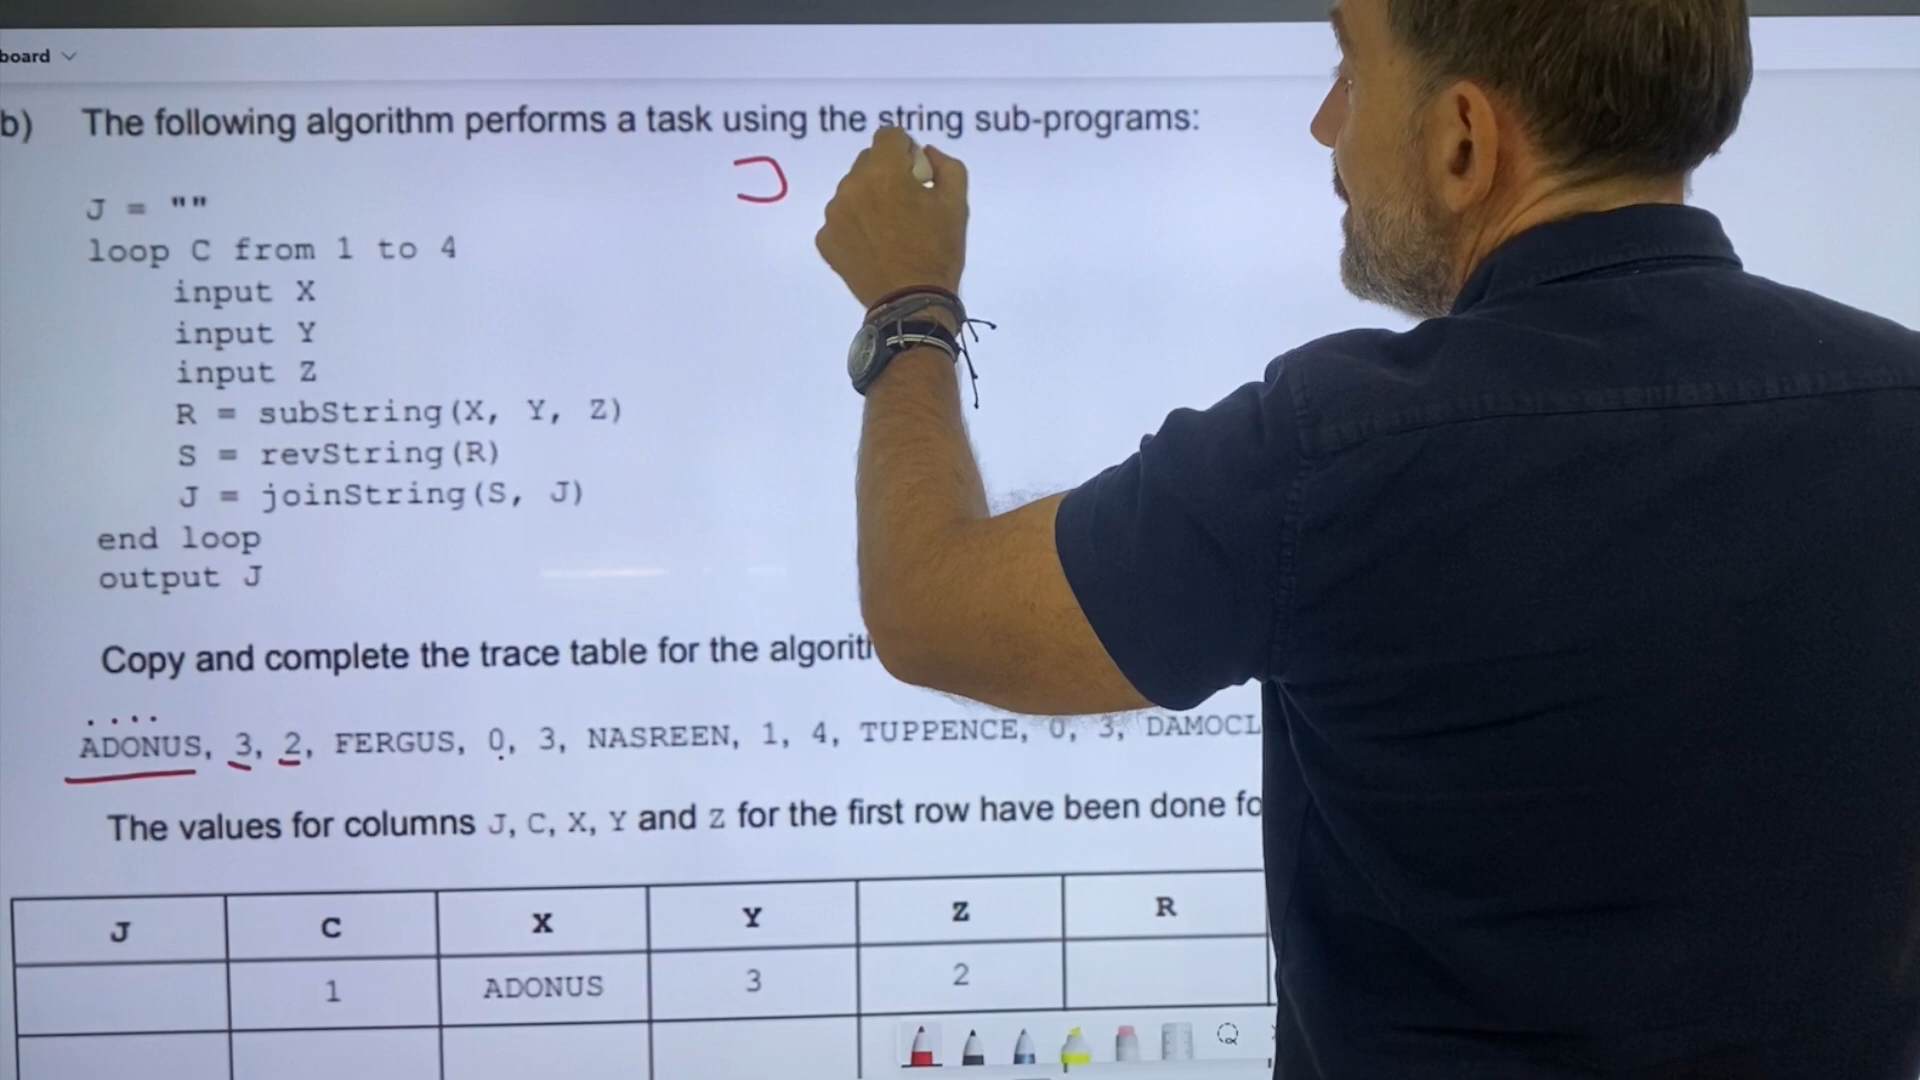 board
b) The following algorithm performs a task using the string sub-programs:
J = ""
loop C from 1 to 4
input X
input Y
input Z
R = subString(X, Y, Z)
S = revString(R)
J = joinString(S, J)
end loop
output J
Copy and complete the trace table for the
ADONUS, 3, 2, FERGUS, 0, 3, NASREEN, 1, 4, TUPPENCE, 0, 3,
The values for columns J, C, X, Y and Z for the first row have been done
J C X Y Z R
1 ADONUS 3 2